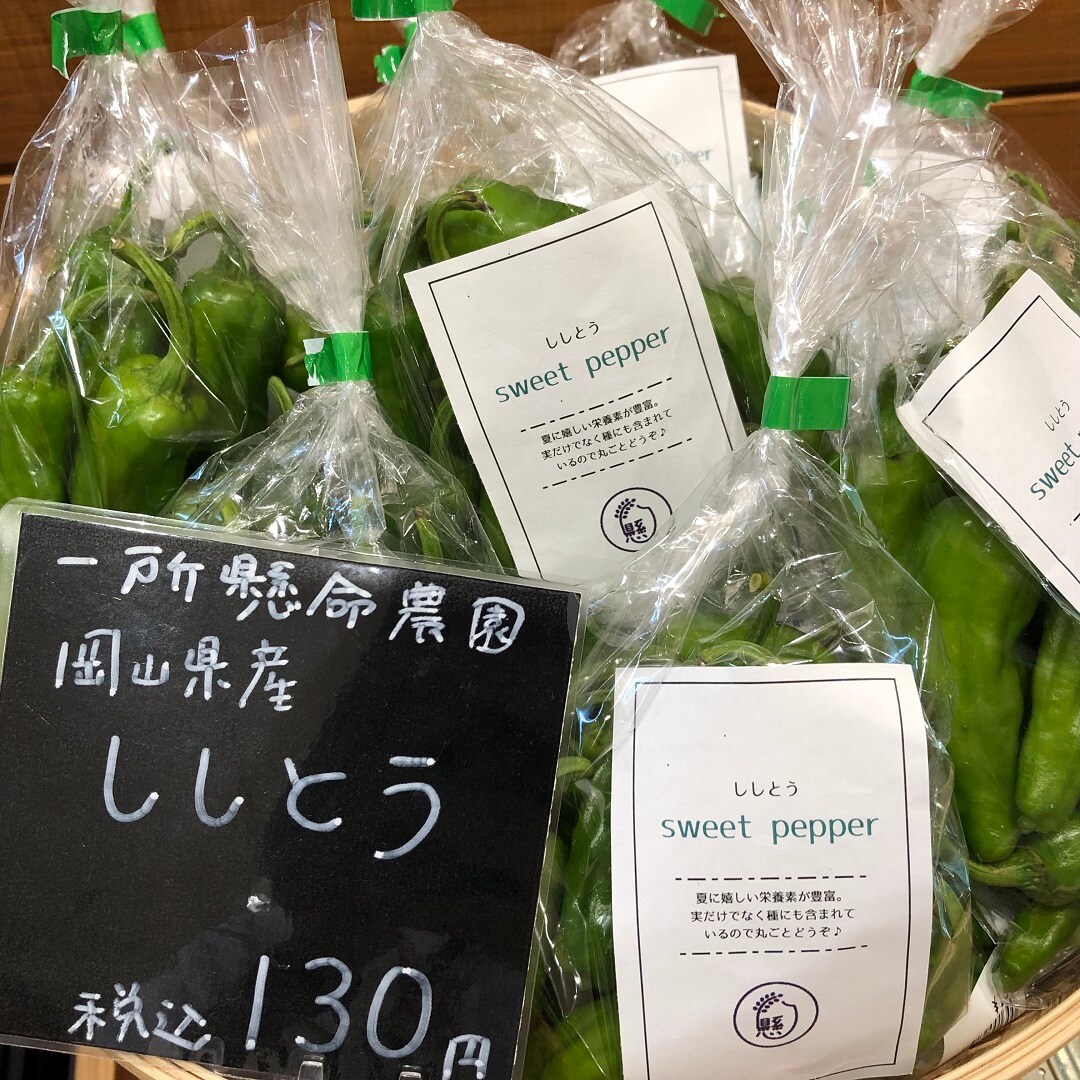 一所懸命農園
岡山県産
ししとう
税込130円
ししとう
sweet pepper
夏に嬉しい栄養素が豊富。
実だけでなく種にも含まれて
いるので丸ごとどうぞ♪
ししとう
sweet pepper
夏に嬉しい栄養素が豊富。
実だけでなく種にも含まれて
いるので丸ごとどうぞ♪
ししとう
sweet